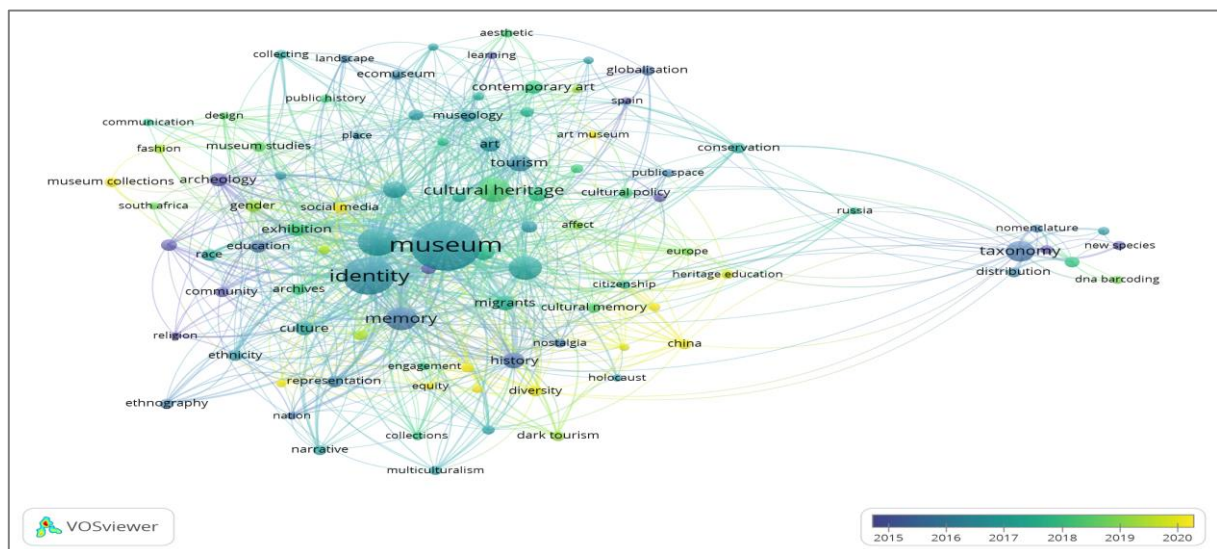 aesthetic
collecting
landscape
learning
ecomuseum
globalisation
contemporary art
public history
spain
communication
design
museology
place
art museum
fashion
museum studies
art
conservation
tourism
public space
museum collections
archeology
cultural heritage
cultural policy
south africa
gender
social media
russia
exhibition
affect
nomenclature
education
museum
race
new species
taxonomy
europe
identity
heritage education
distribution
dna barcoding
community
archives
citizenship
migrants
cultural memory
memory
culture
religion
nostalgia
china
ethnicity
history
engagement
representation
holocaust
equity
diversity
ethnography
nation
collections
dark tourism
narrative
multiculturalism
VOSviewer
2015 2016 2017 2018 2019 2020